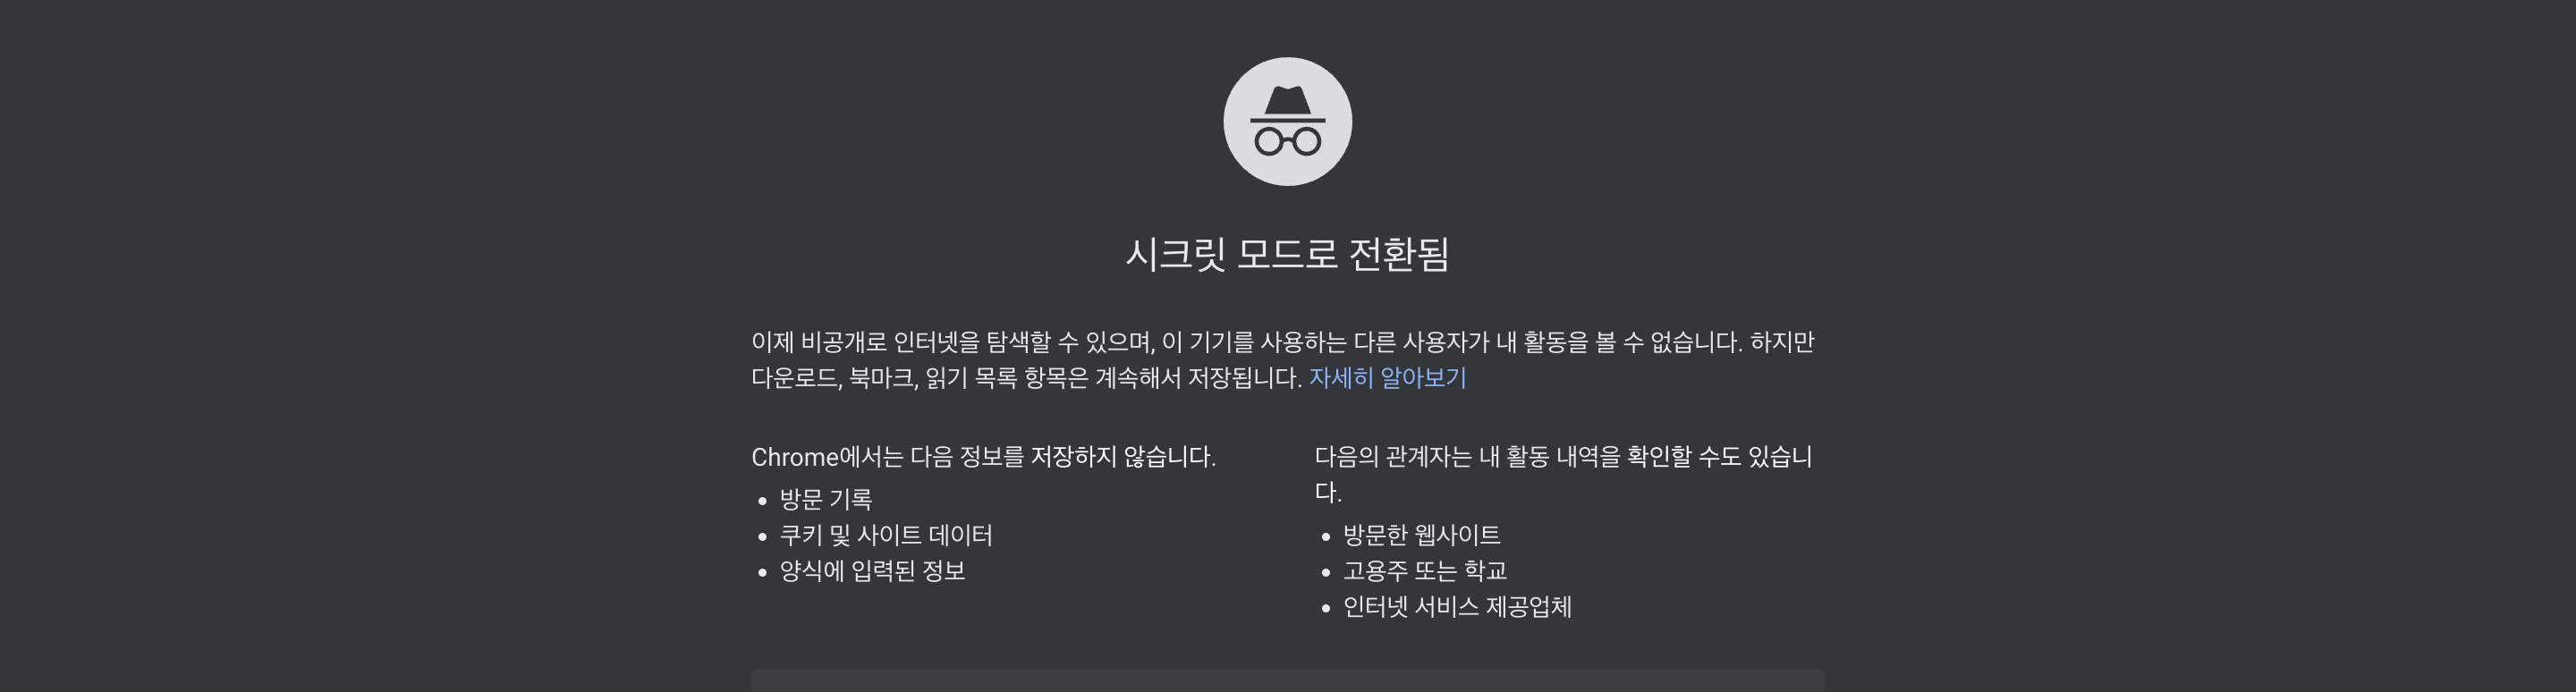 시크릿 모드로 전환됨
이제 비공개로 인터넷을 탐색할 수 있으며, 이 기기를 사용하는 다른 사용자가 내 활동을 볼 수 없습니다. 하지만
다운로드, 북마크, 읽기 목록 항목은 계속해서 저장됩니다. 자세히 알아보기
Chrome에서는 다음 정보를 저장하지 않습니다.
• 방문 기록
• 쿠키 및 사이트 데이터
• 양식에 입력된 정보
다음의 관계자는 내 활동 내역을 확인할 수도 있습니
다.
• 방문한 웹사이트
• 고용주 또는 학교
• 인터넷 서비스 제공업체